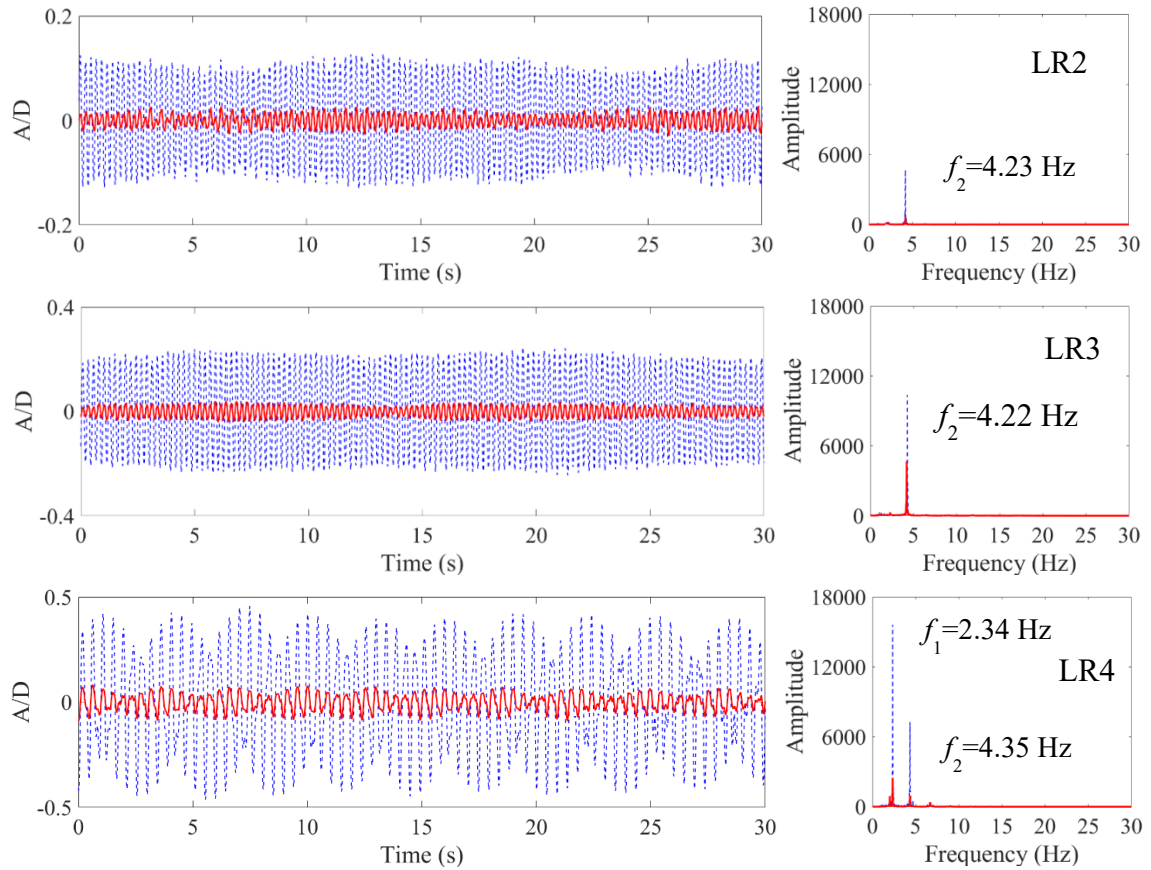 0.2
0
-0.2
A/D
0 5 10 15 20 25 30
Time (s)
18000
12000
6000
0
Amplitude
LR2
f2=4.23 Hz
0 5 10 15 20 25 30
Frequency (Hz)
0.4
0
-0.4
A/D
0 5 10 15 20 25 30
Time (s)
18000
12000
6000
0
Amplitude
LR3
f2=4.22 Hz
0 5 10 15 20 25 30
Frequency (Hz)
0.5
0
-0.5
A/D
0 5 10 15 20 25 30
Time (s)
18000
12000
6000
0
Amplitude
f1=2.34 Hz
LR4
f2=4.35 Hz
0 5 10 15 20 25 30
Frequency (Hz)